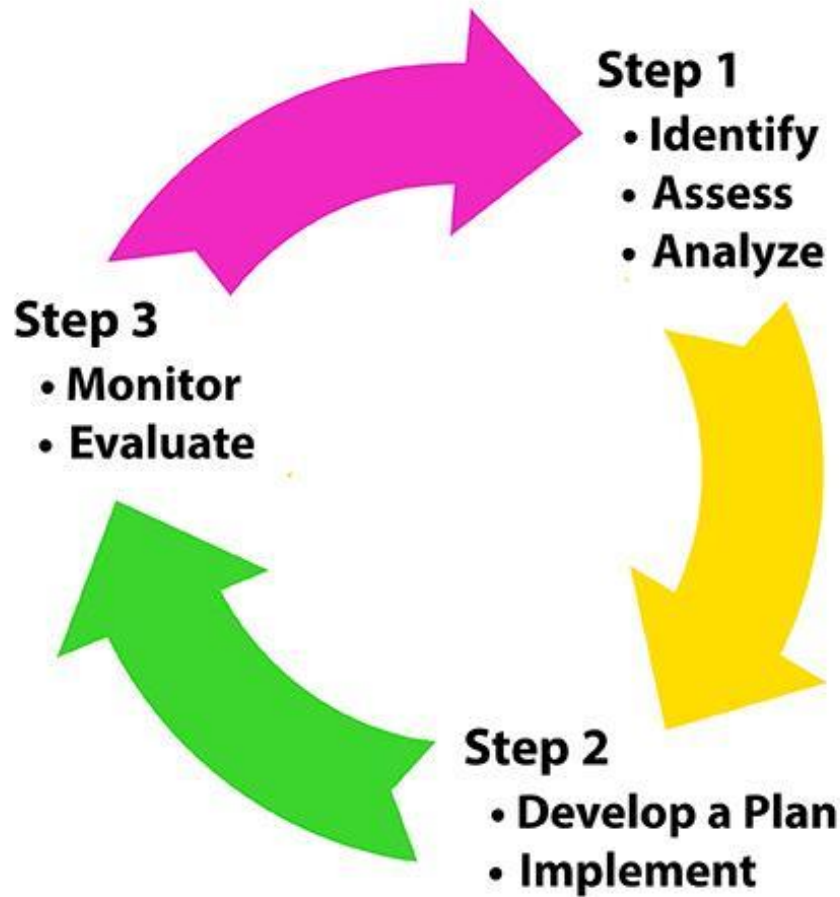 Step 1
• Identify
• Assess
• Analyze
Step 2
• Develop a Plan
• Implement
Step 3
• Monitor
• Evaluate